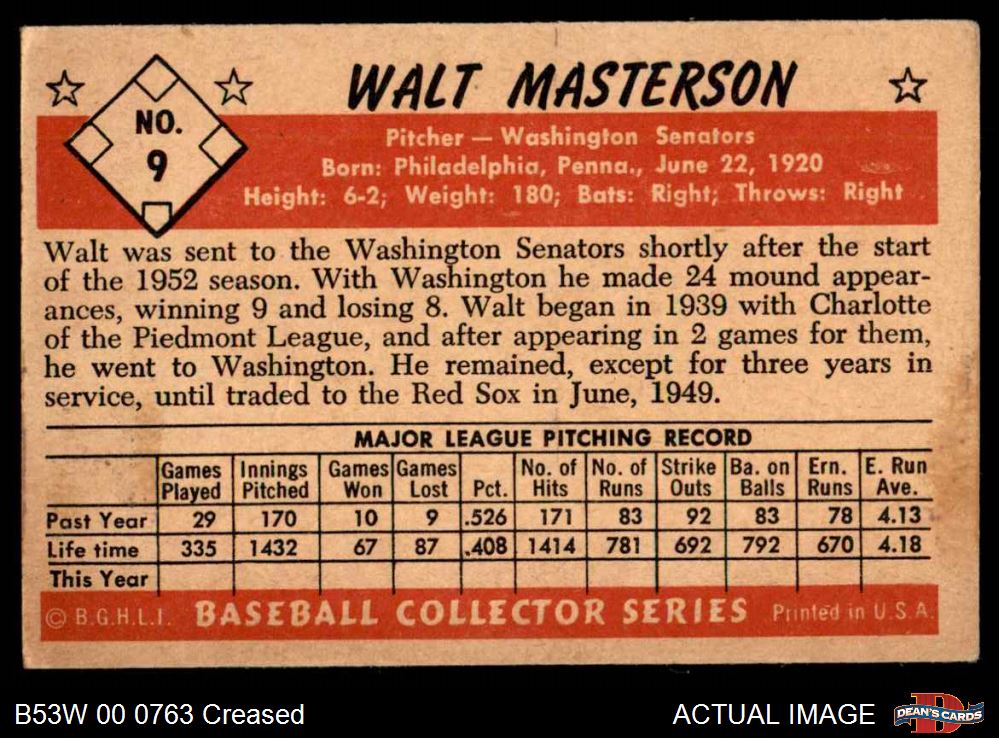 WALT MASTERSON
NO.
9
Pitcher — Washington Senators
Born: Philadelphia, Penna., June 22, 1920
Height: 6-2; Weight: 180; Bats: Right; Throws: Right
Walt was sent to the Washington Senators shortly after the start
of the 1952 season. With Washington he made 24 mound appear-
ances, winning 9 and losing 8. Walt began in 1939 with Charlotte
of the Piedmont League, and after appearing in 2 games for them,
he went to Washington. He remained, except for three years in
service, until traded to the Red Sox in June, 1949.
MAJOR LEAGUE PITCHING RECORD
Games Innings Games Games No. of No. of Strike Ba. on Ern. E. Run
Played Pitched Won Lost Pct. Hits Runs Outs Balls Runs Ave.
Past Year 29 170 10 9 .526 171 83 92 83 78 4.13
Life time 335 1432 67 87 .408 1414 781 692 792 670 4.18
This Year
© B.G.H.L.I. BASEBALL COLLECTOR SERIES Printed in U.S.A.
B53W 00 0763 Creased ACTUAL IMAGE DEAN'S CARDS